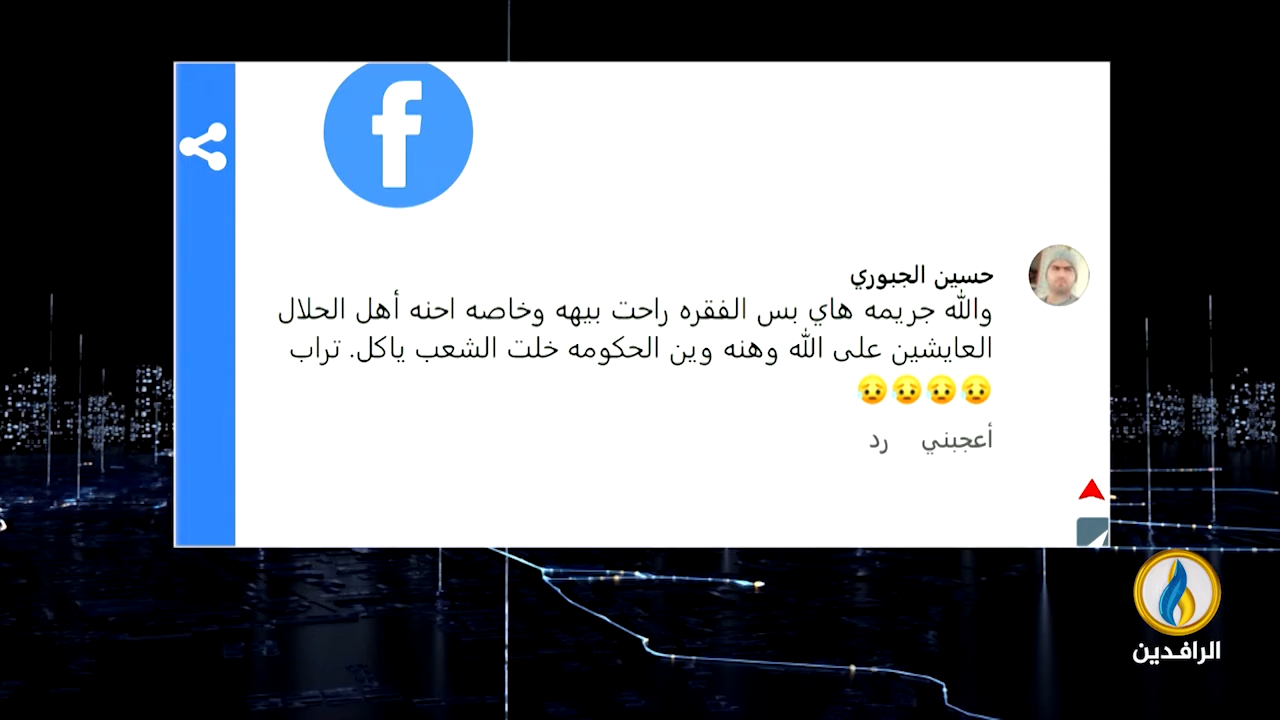 حسين الجبوري
والله جريمه هاي بس الفقره راحت بيهه وخاصه احنه أهل الحلال
العايشين على الله وهنه وين الحكومه خلت الشعب ياكل. تراب
😥😥😥😥
أعجبني رد
الرافدين